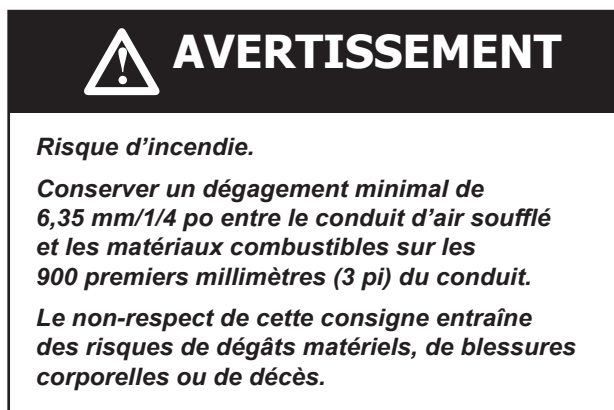 AVERTISSEMENT
Risque d’incendie.
Conserver un dégagement minimal de
6,35 mm/1/4 po entre le conduit d’air soufflé
et les matériaux combustibles sur les
900 premiers millimètres (3 pi) du conduit.
Le non-respect de cette consigne entraîne
des risques de dégâts matériels, de blessures
corporelles ou de décès.